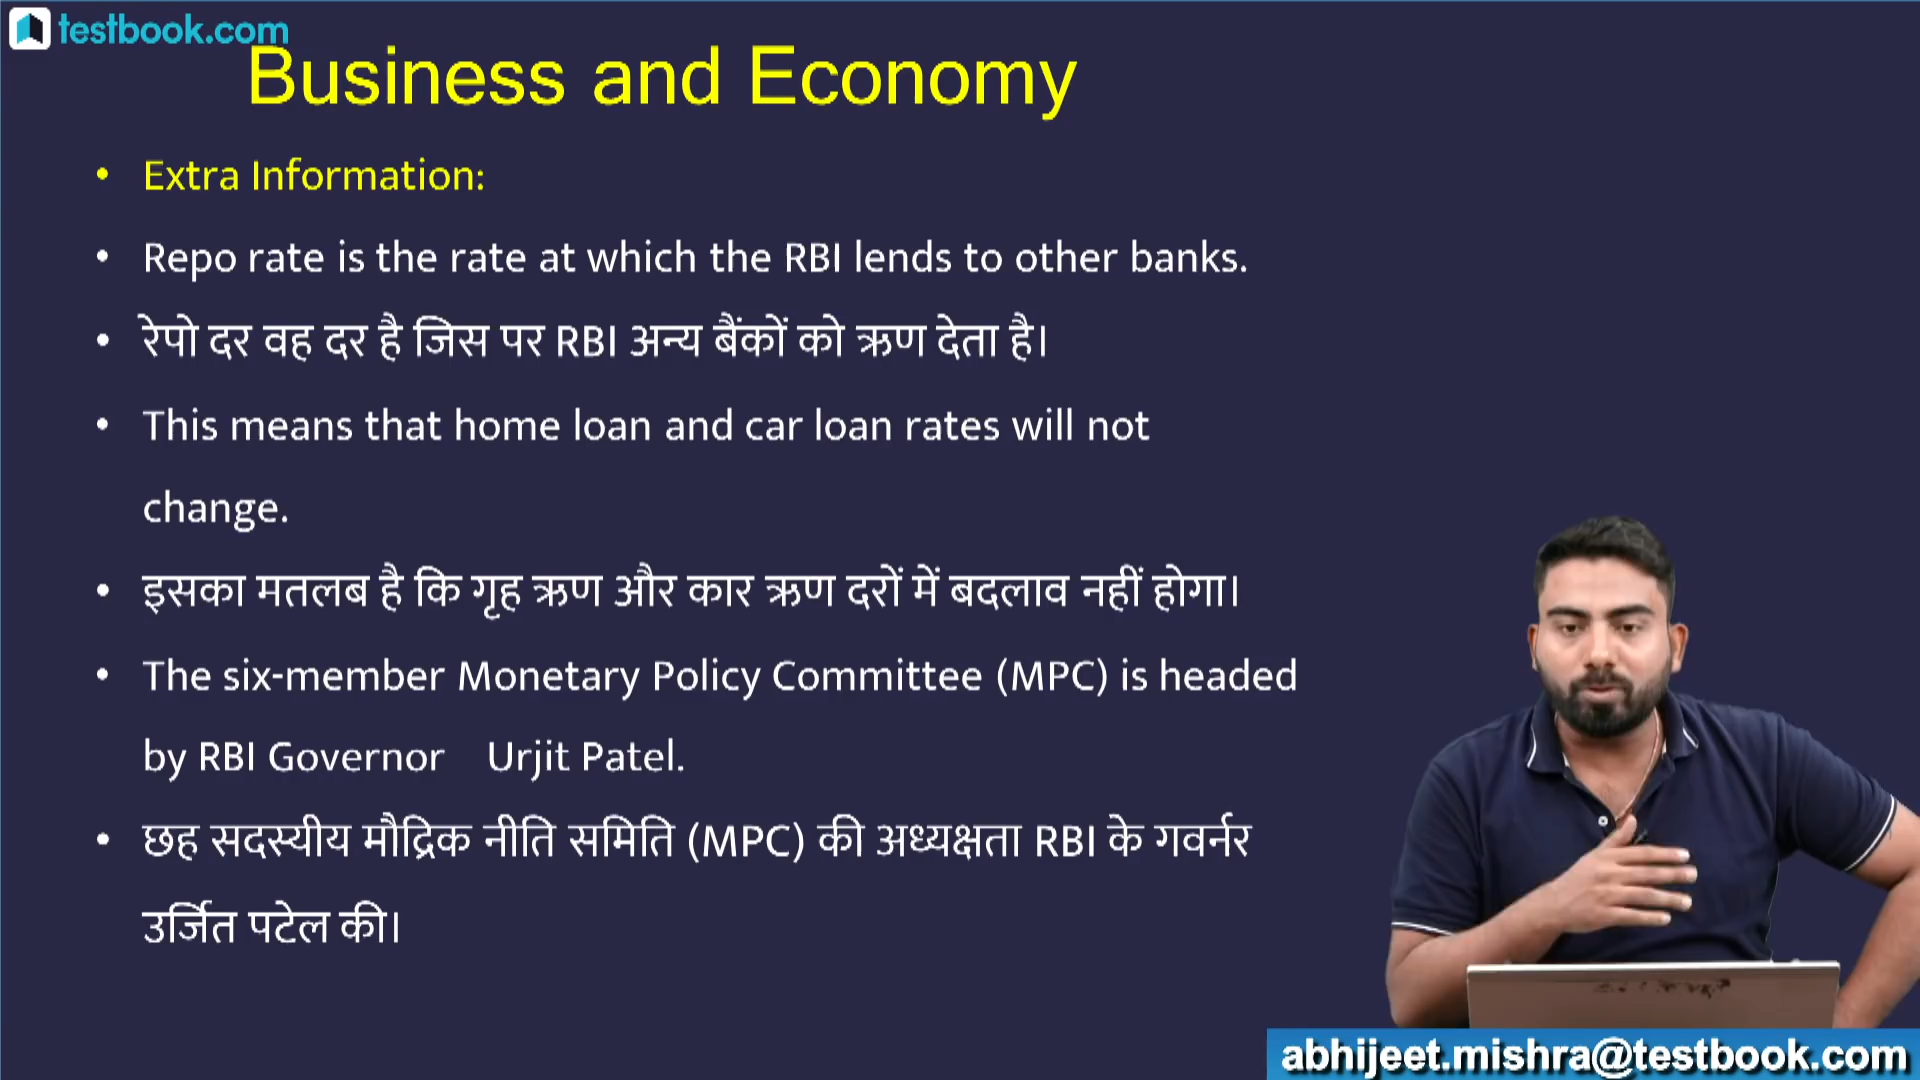 testbook.com
Business and Economy
• Extra Information:
• Repo rate is the rate at which the RBI lends to other banks.
• रेपो दर वह दर है जिस पर RBI अन्य बैंकों को ऋण देता है।
• This means that home loan and car loan rates will not
change.
• इसका मतलब है कि गृह ऋण और कार ऋण दरों में बदलाव नहीं होगा।
• The six-member Monetary Policy Committee (MPC) is headed
by RBI Governor Urjit Patel.
• छह सदस्यीय मौद्रिक नीति समिति (MPC) की अध्यक्षता RBI के गवर्नर
उर्जित पटेल की।
abhijeet.mishra@testbook.com